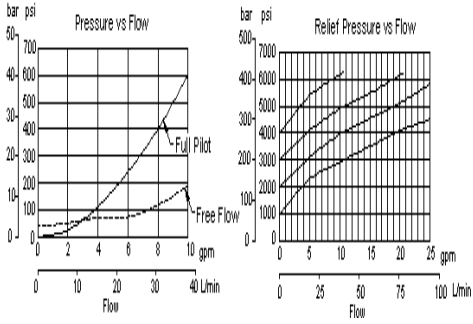 bar psi
Pressure vs Flow
50 700
40 600
500
30 400
20 300
200
10 100
0 0
Full Pilot
Free Flow
0 2 4 6 8 10 gpm
0 10 20 30 40 L/min
Flow
bar psi
Relief Pressure vs Flow
500
400 6000
5000
300 4000
3000
200 2000
100 1000
0 0
0 5 10 15 20 25 gpm
0 25 50 75 100 L/min
Flow